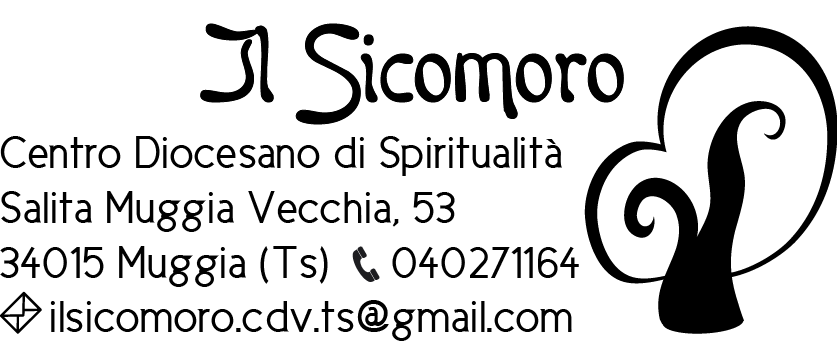 Il Sicomoro
Centro Diocesano di Spiritualità
Salita Muggia Vecchia, 53
34015 Muggia (Ts) 040271164
ilsicomoro.cdv.ts@gmail.com